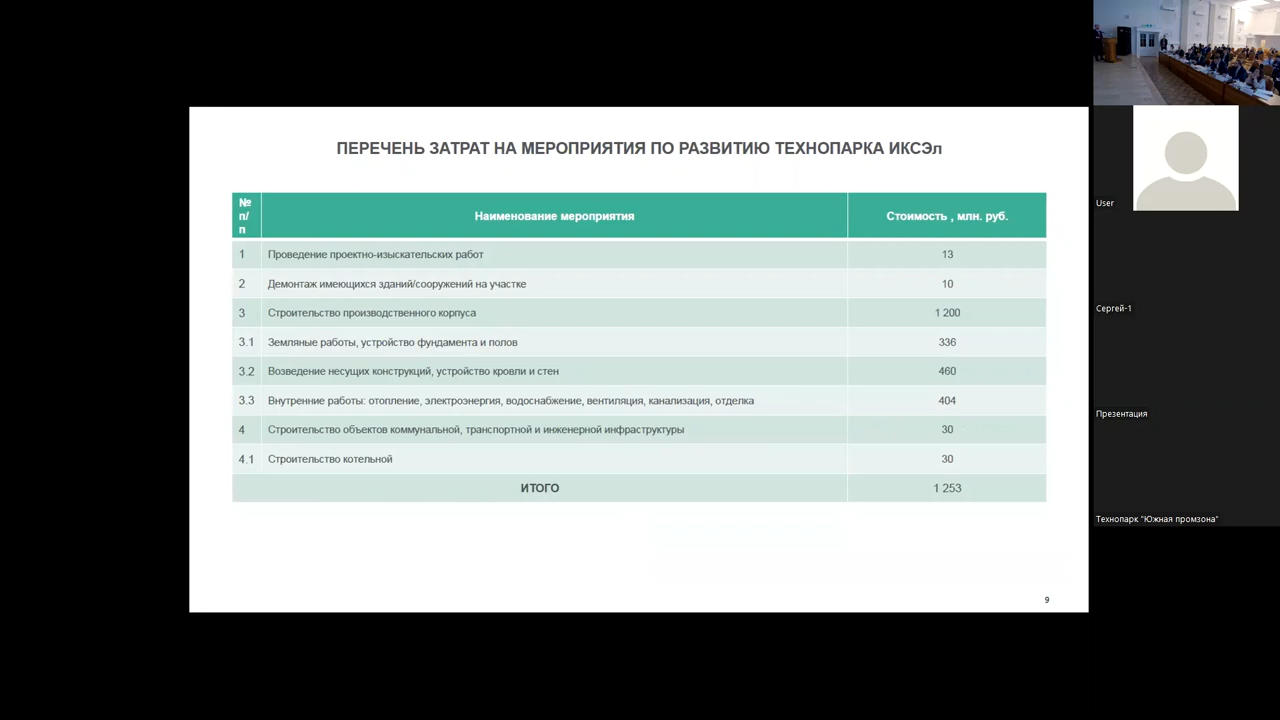 ПЕРЕЧЕНЬ ЗАТРАТ НА МЕРОПРИЯТИЯ ПО РАЗВИТИЮ ТЕХНОПАРКА ИКСЭл
№ п/п Наименование мероприятия Стоимость , млн. руб.
1 Проведение проектно-изыскательских работ 13
2 Демонтаж имеющихся зданий/сооружений на участке 10
3 Строительство производственного корпуса 1 200
3.1 Земляные работы, устройство фундамента и полов 336
3.2 Возведение несущих конструкций, устройство кровли и стен 460
3.3 Внутренние работы: отопление, электроэнергия, водоснабжение, вентиляция, канализация, отделка 404
4 Строительство объектов коммунальной, транспортной и инженерной инфраструктуры 30
4.1 Строительство котельной 30
ИТОГО 1 253
9
User
Сергей-1
Презентация
Технопарк "Южная промзона"